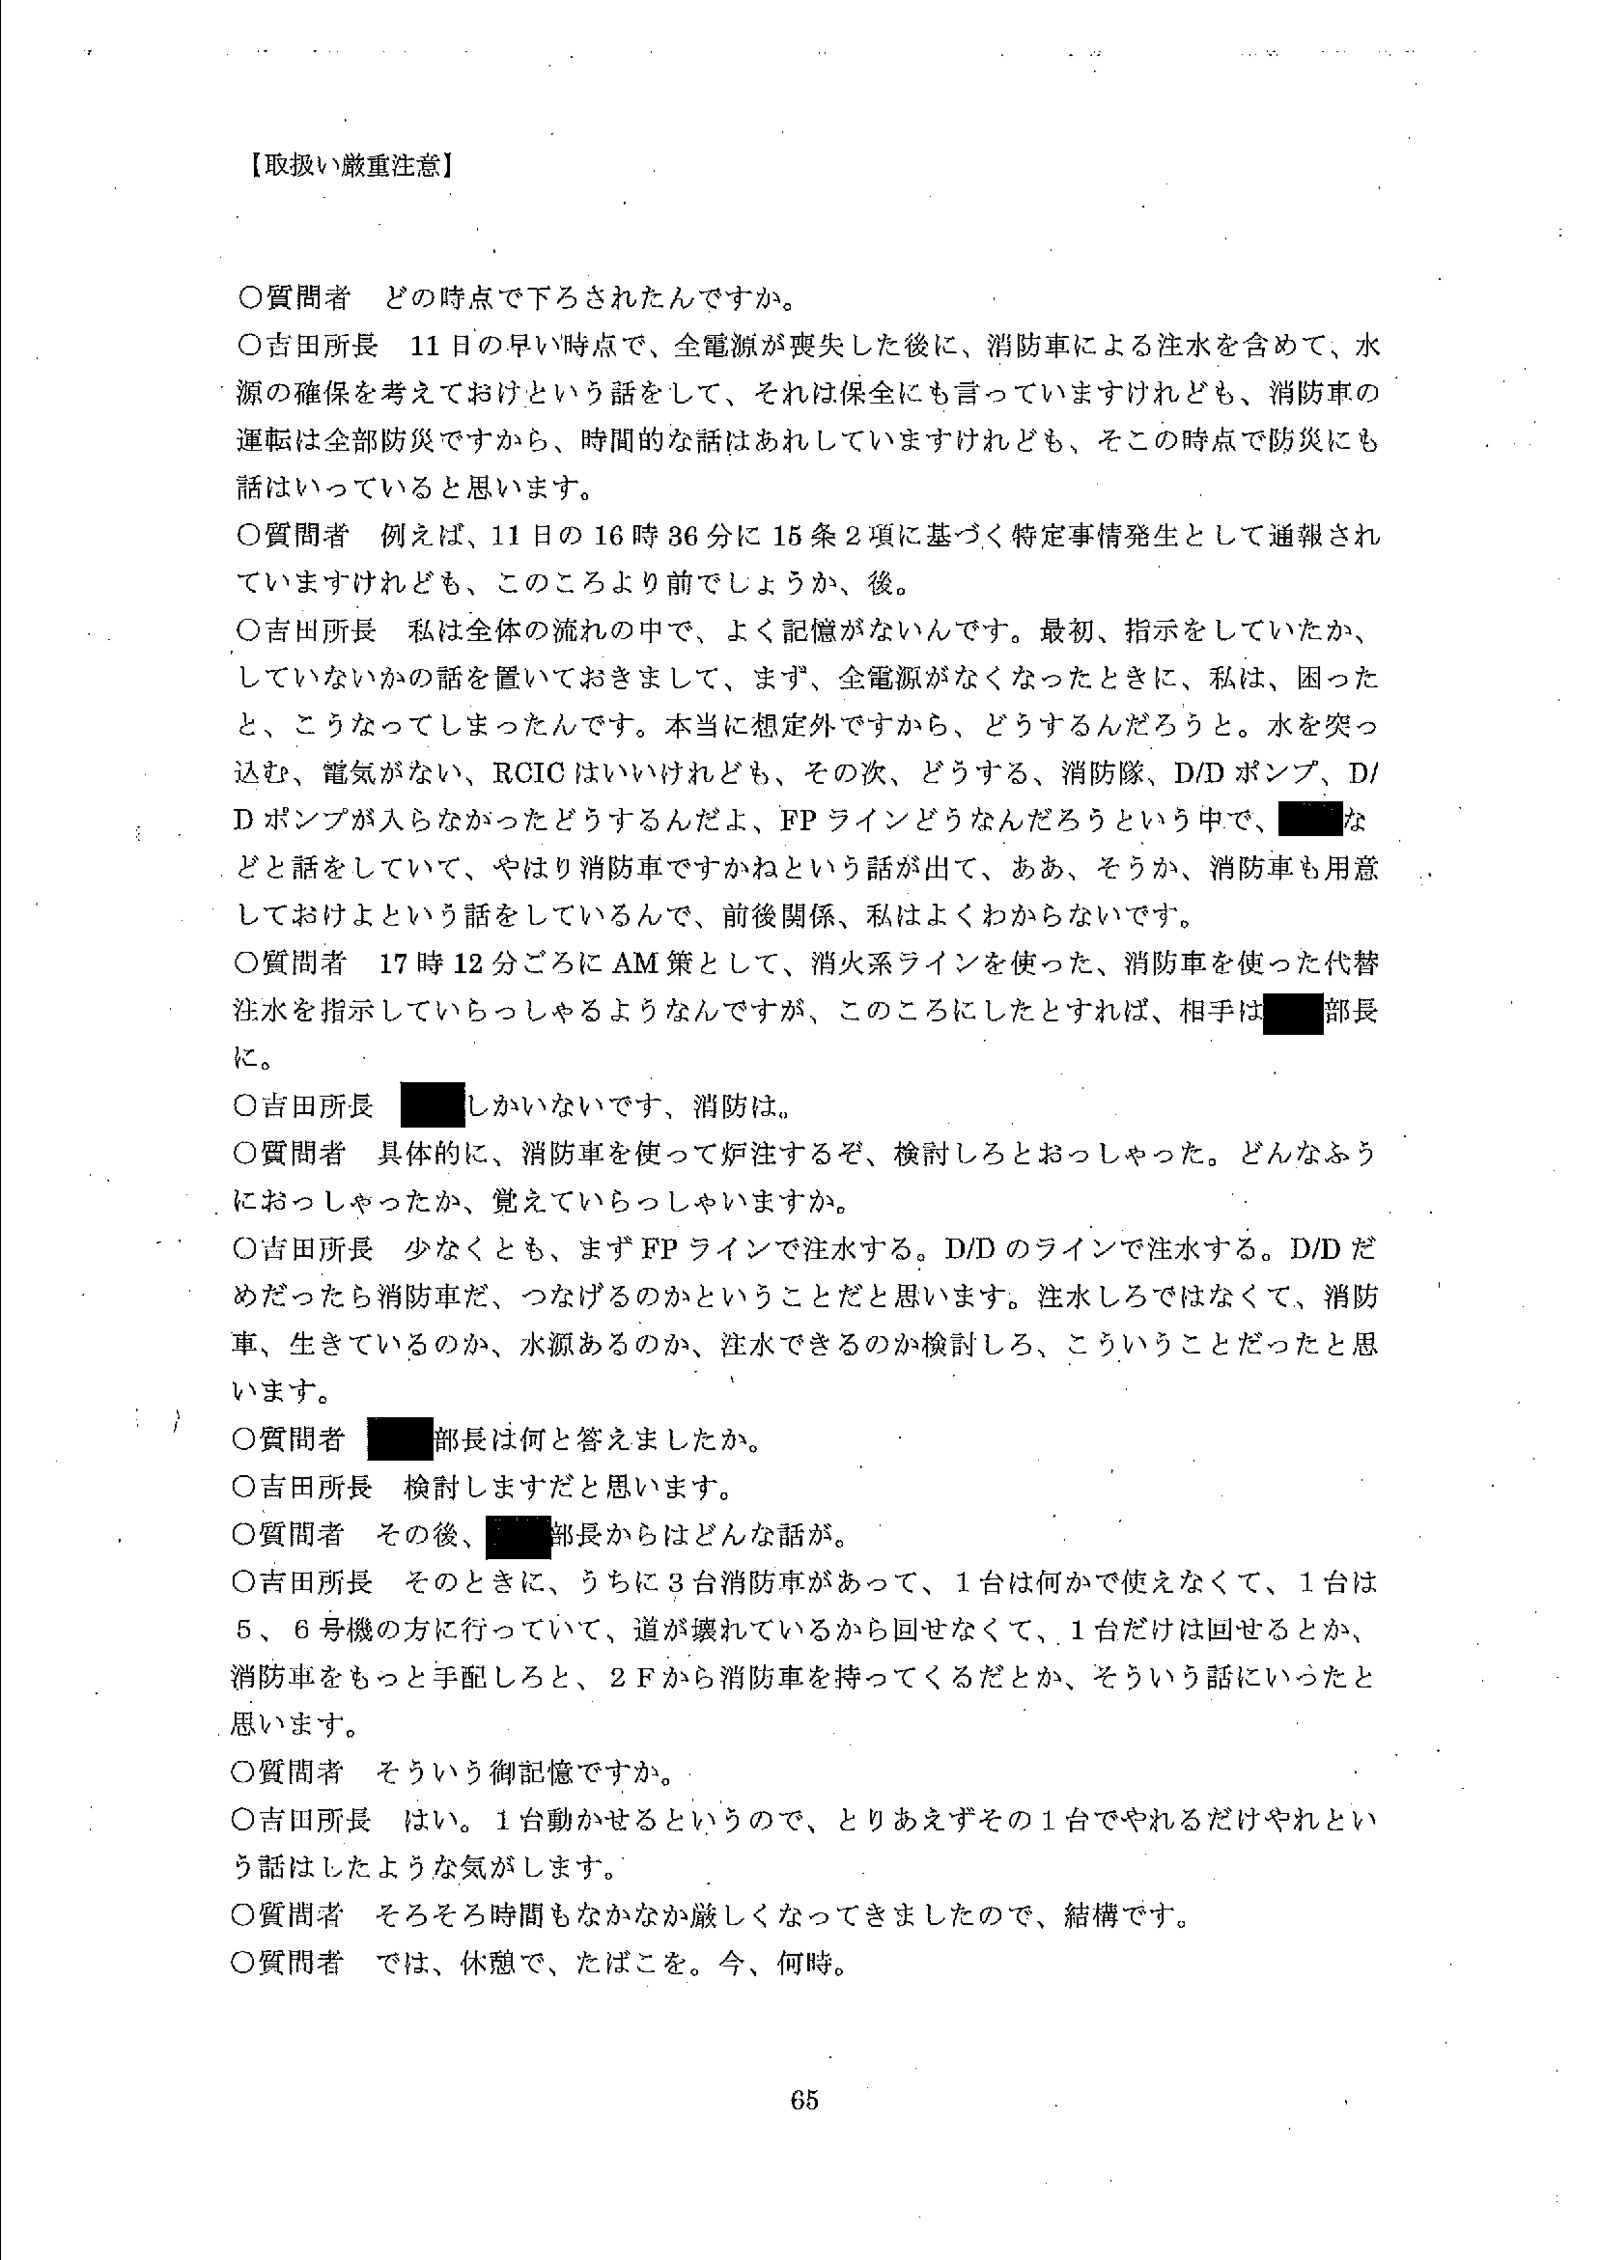 【取扱い厳重注意】
○質問者　どの時点で下ろされたんですか。
○吉田所長　11 日の早い時点で、全電源が喪失した後に、消防車による注水を含めて、水
源の確保を考えておけという話をして、それは保全にも言っていますけれども、消防車の
運転は全部防災ですから、時間的な話はあれしていますけれども、そこの時点で防災にも
話はいっていると思います。
○質問者　例えば、11 日の 16 時 36 分に 15 条 2 項に基づく特定事情発生として通報され
ていますけれども、このころより前でしょうか、後。
○吉田所長　私は全体の流れの中で、よく記憶がないんです。最初、指示をしていたか、
していないかの話を置いておきまして、まず、全電源がなくなったときに、私は、困った
と、こうなってしまったんです。本当に想定外ですから、どうするんだろうと。水を突っ
込む、電気がない、RCIC はいいけれども、その次、どうする、消防隊、D/D ポンプ、D/
D ポンプが入らなかったどうするんだよ、FP ラインどうなんだろうという中で、な
どと話をしていて、やはり消防車ですかねという話が出て、ああ、そうか、消防車も用意
しておけよという話をしているんで、前後関係、私はよくわからないです。
○質問者　17 時 12 分ごろに AM 策として、消火系ラインを使った、消防車を使った代替
注水を指示していらっしゃるようなんですが、このころにしたとすれば、相手は部長
に。
○吉田所長　しかいないです、消防は。
○質問者　具体的に、消防車を使って炉注するぞ、検討しろとおっしゃった。どんなふう
におっしゃったか、覚えていらっしゃいますか。
○吉田所長　少なくとも、まず FP ラインで注水する。D/D のラインで注水する。D/D だ
めだったら消防車だ、つなげるのかということだと思います。注水しろではなくて、消防
車、生きているのか、水源あるのか、注水できるのか検討しろ、こういうことだったと思
います。
○質問者　部長は何と答えましたか。
○吉田所長　検討しますだと思います。
○質問者　その後、部長からはどんな話が。
○吉田所長　そのときに、うちに３台消防車があって、１台は何かで使えなくて、１台は
５、６号機の方に行っていて、道が壊れているから回せなくて、１台だけは回せるとか、
消防車をもっと手配しろと、２Ｆから消防車を持ってくるだとか、そういう話にいったと
思います。
○質問者　そういう御記憶ですか。
○吉田所長　はい。１台動かせるというので、とりあえずその１台でやれるだけやれとい
う話はしたような気がします。
○質問者　そろそろ時間もなかなか厳しくなってきましたので、結構です。
○質問者　では、休憩で、たばこを。今、何時。
65